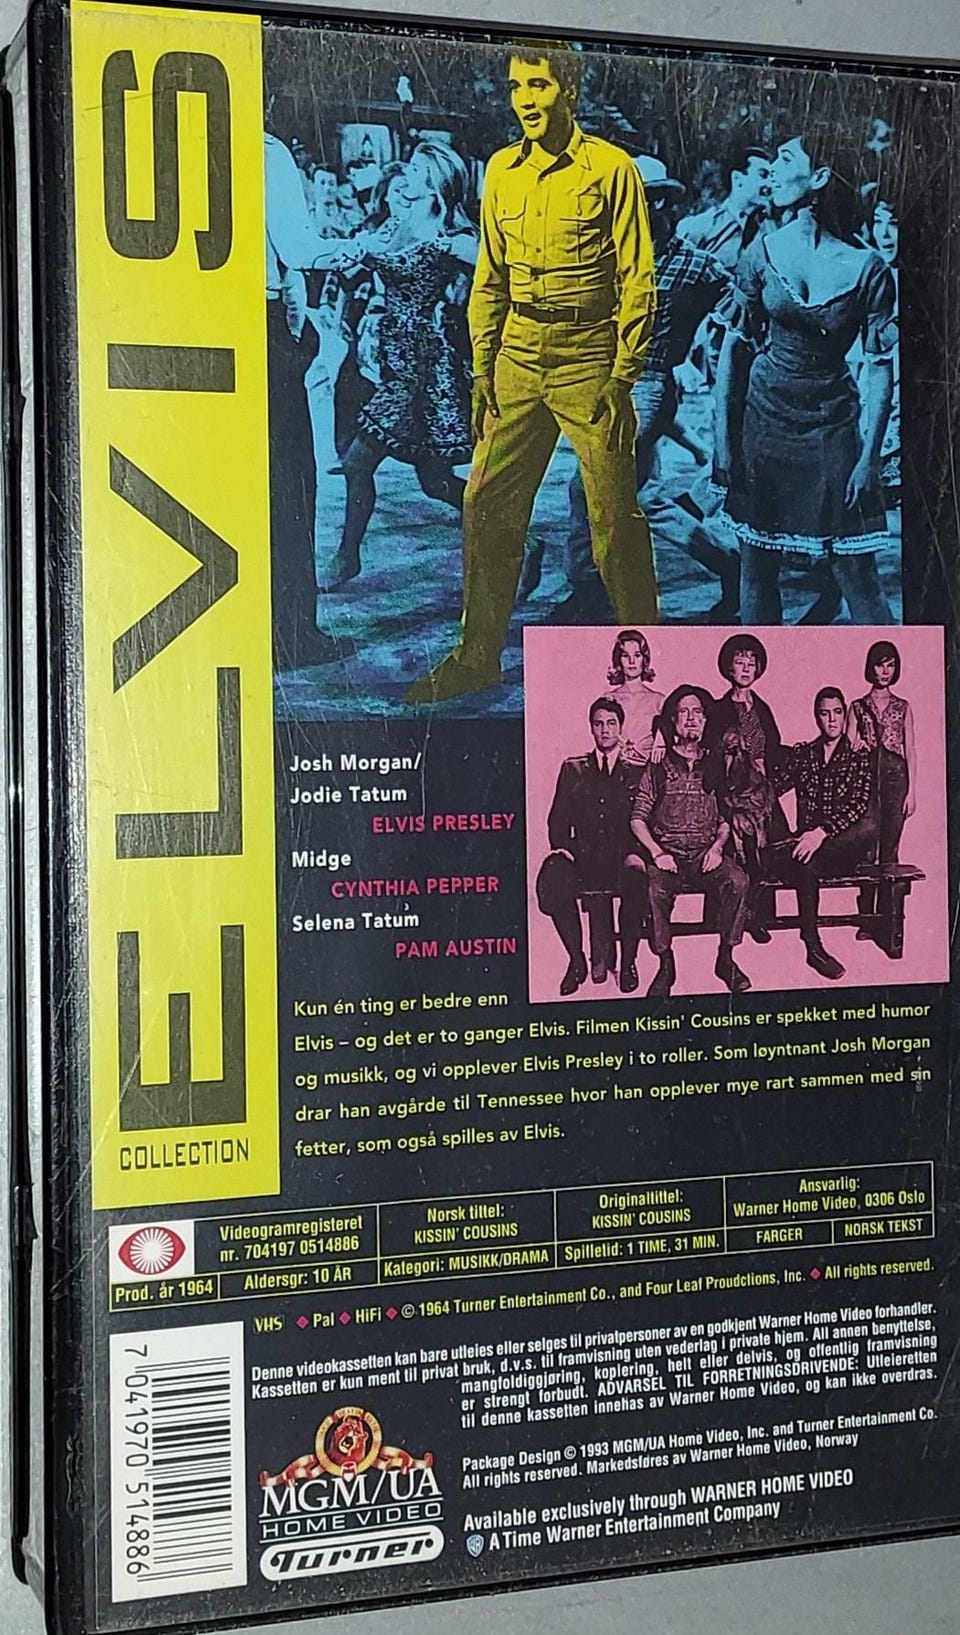 ELVIS
COLLECTION
Josh Morgan/
Jodie Tatum
ELVIS PRESLEY
Midge
CYNTHIA PEPPER
Selena Tatum
PAM AUSTIN
Kun én ting er bedre enn
Elvis – og det er to ganger Elvis. Filmen Kissin' Cousins er spekket med humor
og musikk, og vi opplever Elvis Presley i to roller. Som løyntnant Josh Morgan
drar han avgårde til Tennessee hvor han opplever mye rart sammen med sin
fetter, som også spilles av Elvis.
Videogramregisteret
nr. 704197 0514886
Norsk tittel:
KISSIN' COUSINS
Originaltittel:
KISSIN' COUSINS
Ansvarlig:
Warner Home Video, 0306 Oslo
Prod. år 1964
Aldersgr: 10 ÅR
Kategori: MUSIKK/DRAMA
Spilletid: 1 TIME, 31 MIN.
FARGER
NORSK TEKST
VHS ◆ Pal ◆ HiFi ◆ © 1964 Turner Entertainment Co., and Four Leaf Proudctions, Inc. ◆ All rights reserved.
Denne videokassetten kan bare utleies eller selges til privatpersoner av en godkjent Warner Home Video forhandler.
Kassetten er kun ment til privat bruk, d.v.s. til framvisning uten vederlag i private hjem. All annen benyttelse,
mangfoldiggjøring, kopiering, helt eller delvis, og offentlig framvisning
er strengt forbudt. ADVARSEL TIL FORRETNINGSDRIVENDE: Utleieretten
til denne kassetten innehas av Warner Home Video, og kan ikke overdras.
Package Design © 1993 MGM/UA Home Video, Inc. and Turner Entertainment Co.
All rights reserved. Markedsføres av Warner Home Video, Norway
Available exclusively through WARNER HOME VIDEO
A Time Warner Entertainment Company
MGM/UA
HOME VIDEO
Turner
7 041970 514886